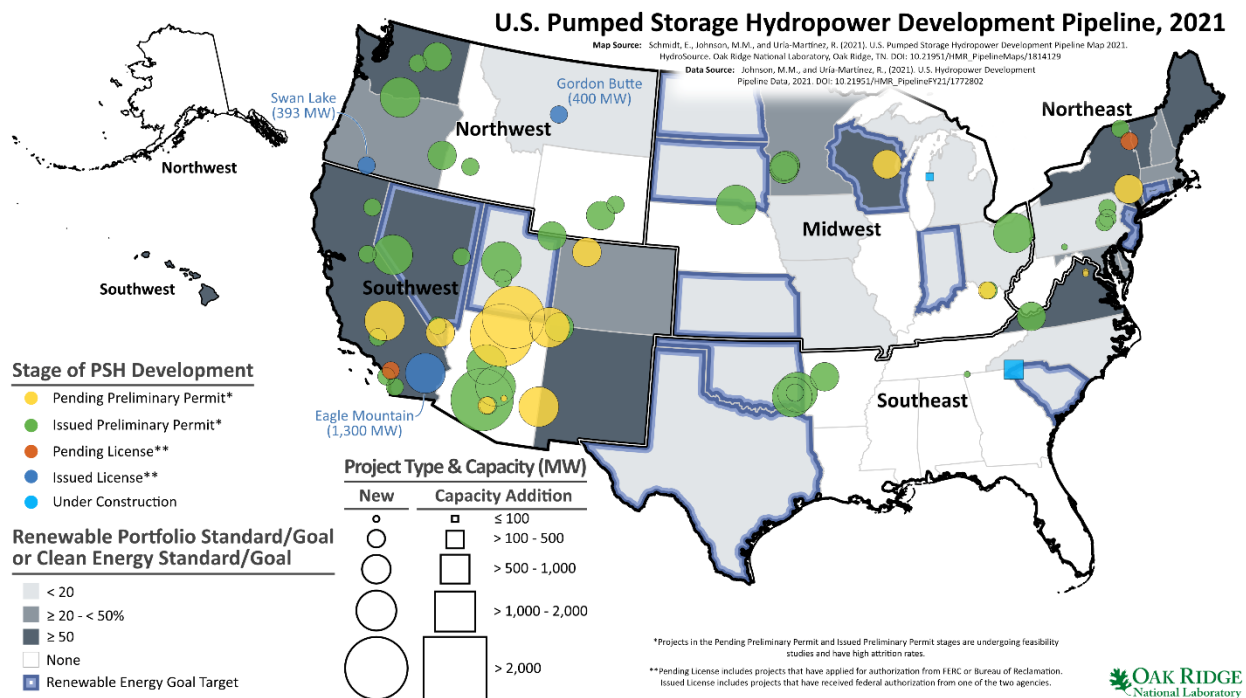 U.S. Pumped Storage Hydropower Development Pipeline, 2021
Map Source: Schmidt, E., Johnson, M.M., and Uría-Martínez, R. (2021). U.S. Pumped Storage Hydropower Development Pipeline Map 2021.
HydroSource. Oak Ridge National Laboratory, Oak Ridge, TN. DOI: 10.21951/HMR_PipelineMaps/1814129
Data Source: Johnson, M.M., and Uría-Martínez, R., (2021). U.S. Hydropower Development
Pipeline Data, 2021. DOI: 10.21951/HMR_PipelineFY21/1772802
Gordon Butte
(400 MW)
Swan Lake
(393 MW)
Northeast
Northwest
Northwest
Midwest
Southwest
Southwest
Southeast
Eagle Mountain
(1,300 MW)
Stage of PSH Development
Pending Preliminary Permit*
Issued Preliminary Permit*
Pending License**
Issued License**
Under Construction
Renewable Portfolio Standard/Goal
or Clean Energy Standard/Goal
< 20
≥ 20 - < 50%
≥ 50
None
Renewable Energy Goal Target
Project Type & Capacity (MW)
New Capacity Addition
≤ 100
> 100 - 500
> 500 - 1,000
> 1,000 - 2,000
> 2,000
*Projects in the Pending Preliminary Permit and Issued Preliminary Permit stages are undergoing feasibility
studies and have high attrition rates.
**Pending License includes projects that have applied for authorization from FERC or Bureau of Reclamation.
Issued License includes projects that have received federal authorization from one of the two agencies.
OAK RIDGE
National Laboratory